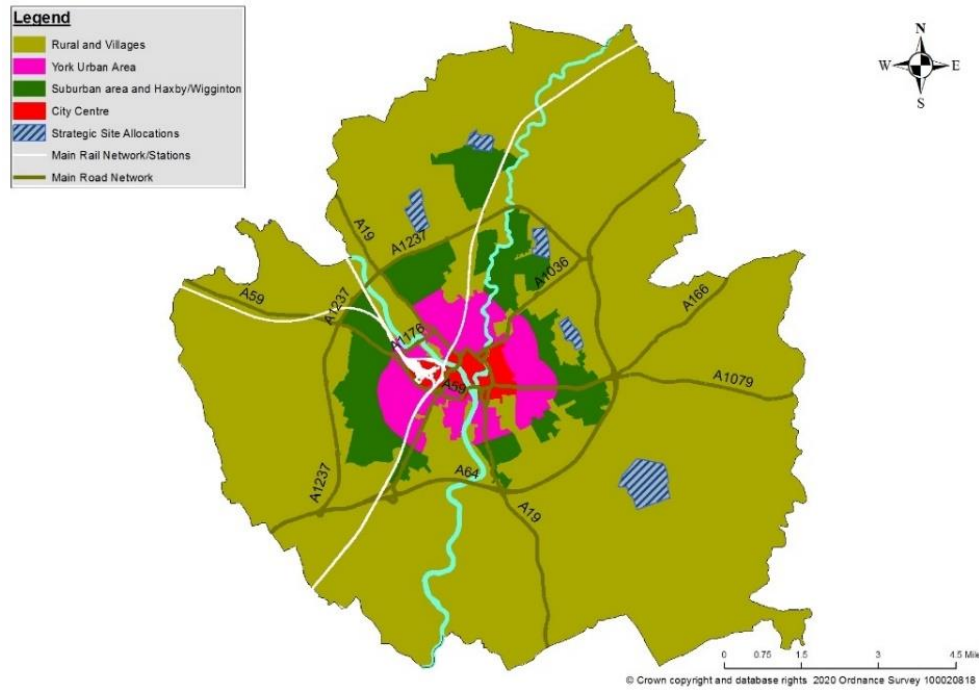 Legend
Rural and Villages
York Urban Area
Suburban area and Haxby/Wigginton
City Centre
Strategic Site Allocations
Main Rail Network/Stations
Main Road Network
N
W
E
S
A19
A1237
A59
A1237
A1036
A166
A1176
A59
A1079
A1237
A64
A19
0 0.75 1.5 3 4.5 Mile
© Crown copyright and database rights 2020 Ordnance Survey 100020818